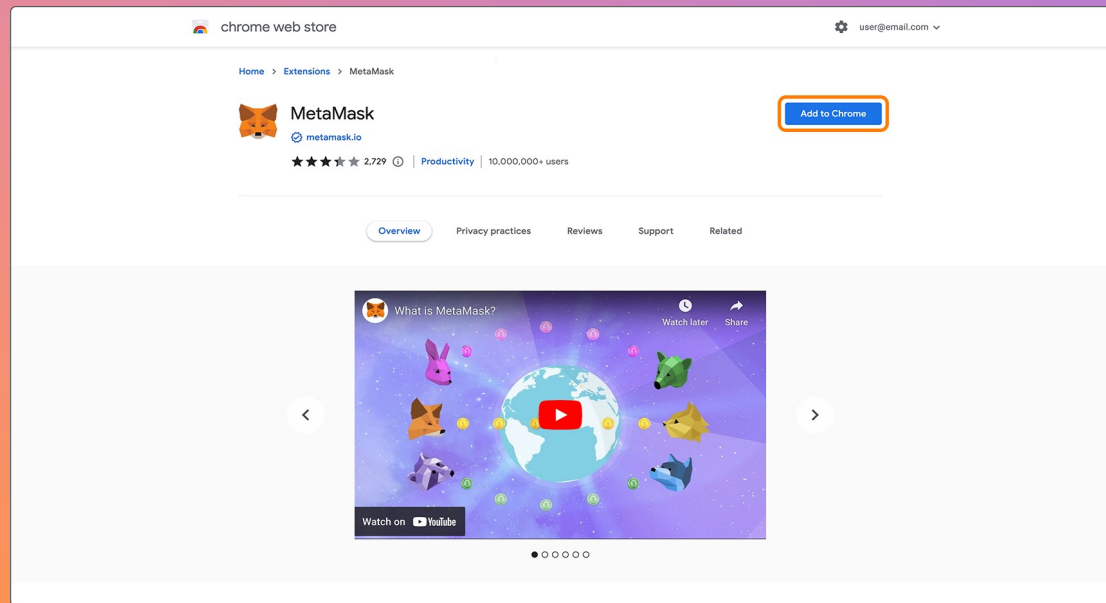 chrome web store
user@email.com
Home > Extensions > MetaMask
MetaMask
Add to Chrome
metamask.io
2,729 | Productivity | 10,000,000+ users
Overview Privacy practices Reviews Support Related
What is MetaMask?
Watch later Share
Watch on YouTube